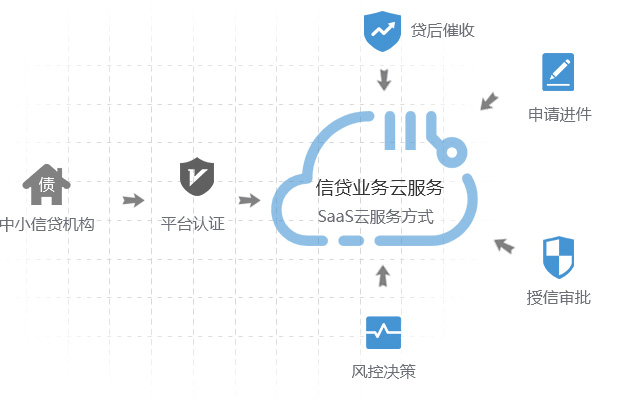 贷后催收
申请进件
债
中小信贷机构
平台认证
信贷业务云服务
SaaS云服务方式
授信审批
风控决策